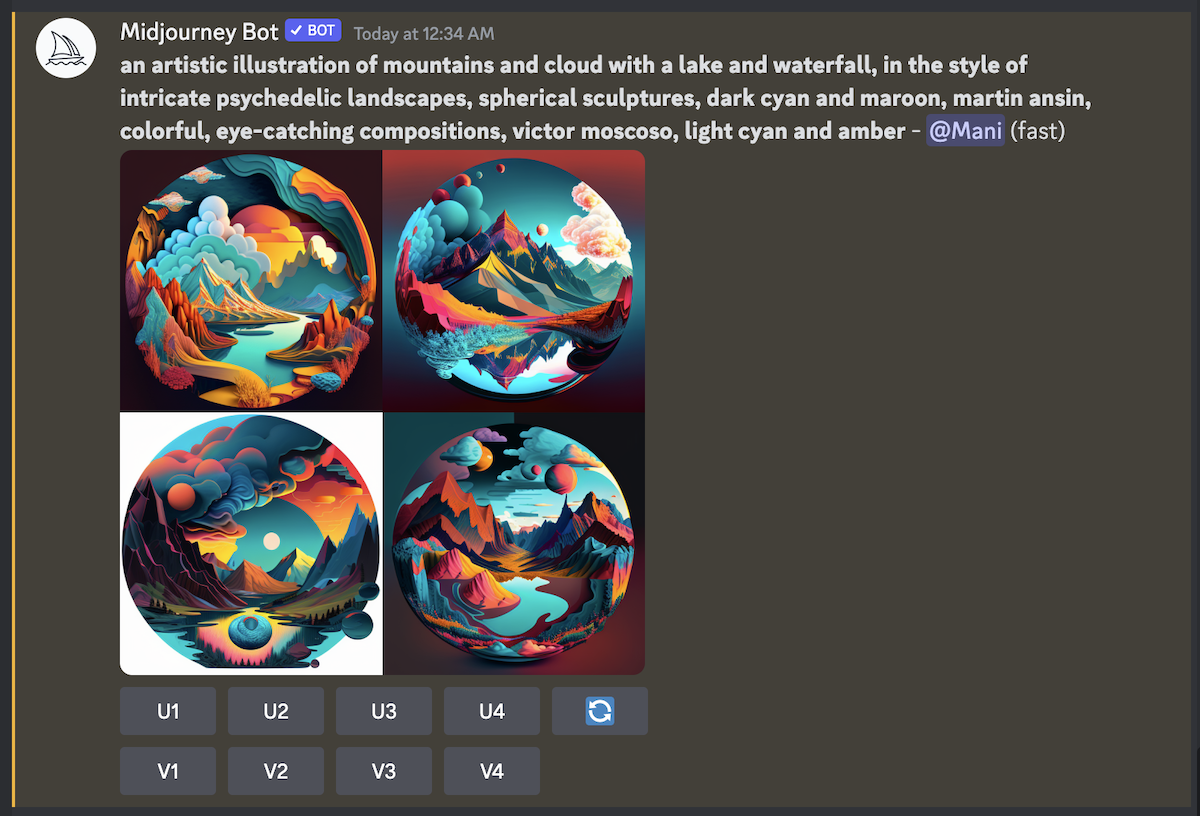 Midjourney Bot ✓ BOT Today at 12:34 AM
an artistic illustration of mountains and cloud with a lake and waterfall, in the style of
intricate psychedelic landscapes, spherical sculptures, dark cyan and maroon, martin ansin,
colorful, eye-catching compositions, victor moscoso, light cyan and amber - @Mani (fast)
U1 U2 U3 U4
V1 V2 V3 V4